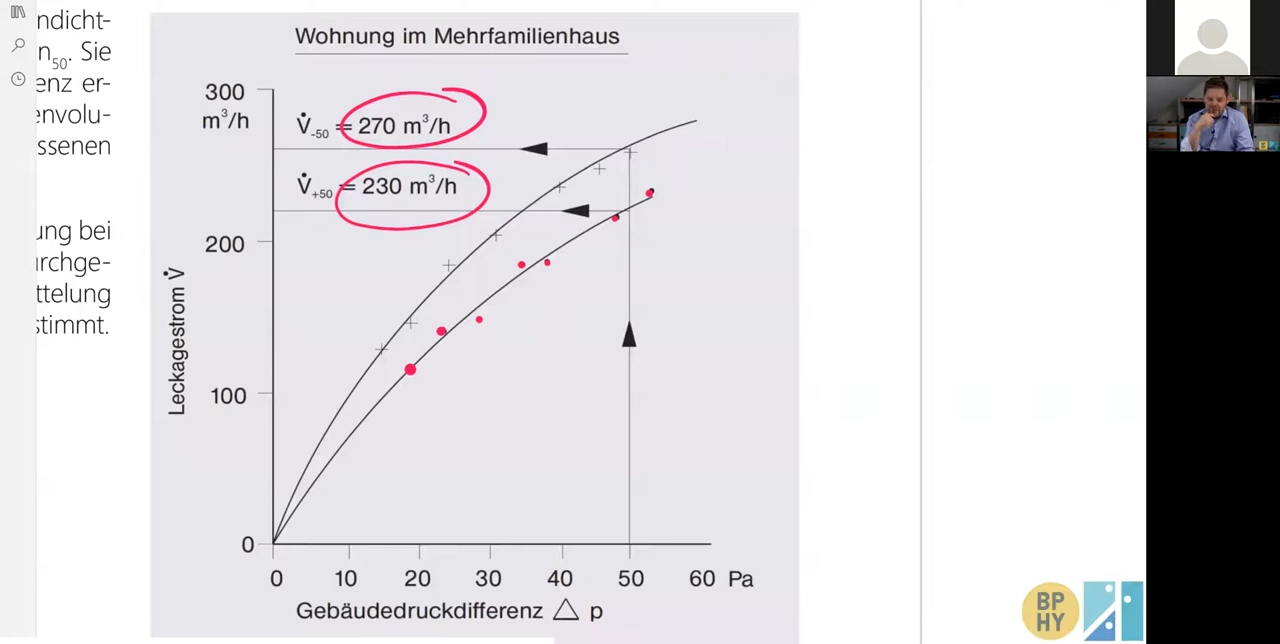 ndicht-
n50. Sie
enz er-
envolu-
ssenen
ung bei
urchge-
ttelung
stimmt.
Wohnung im Mehrfamilienhaus
300
m³/h
V̇-50 = 270 m³/h
V̇+50 = 230 m³/h
200
Leckagestrom V̇
100
0
0 10 20 30 40 50 60 Pa
Gebäudedruckdifferenz △ p
BP
HY